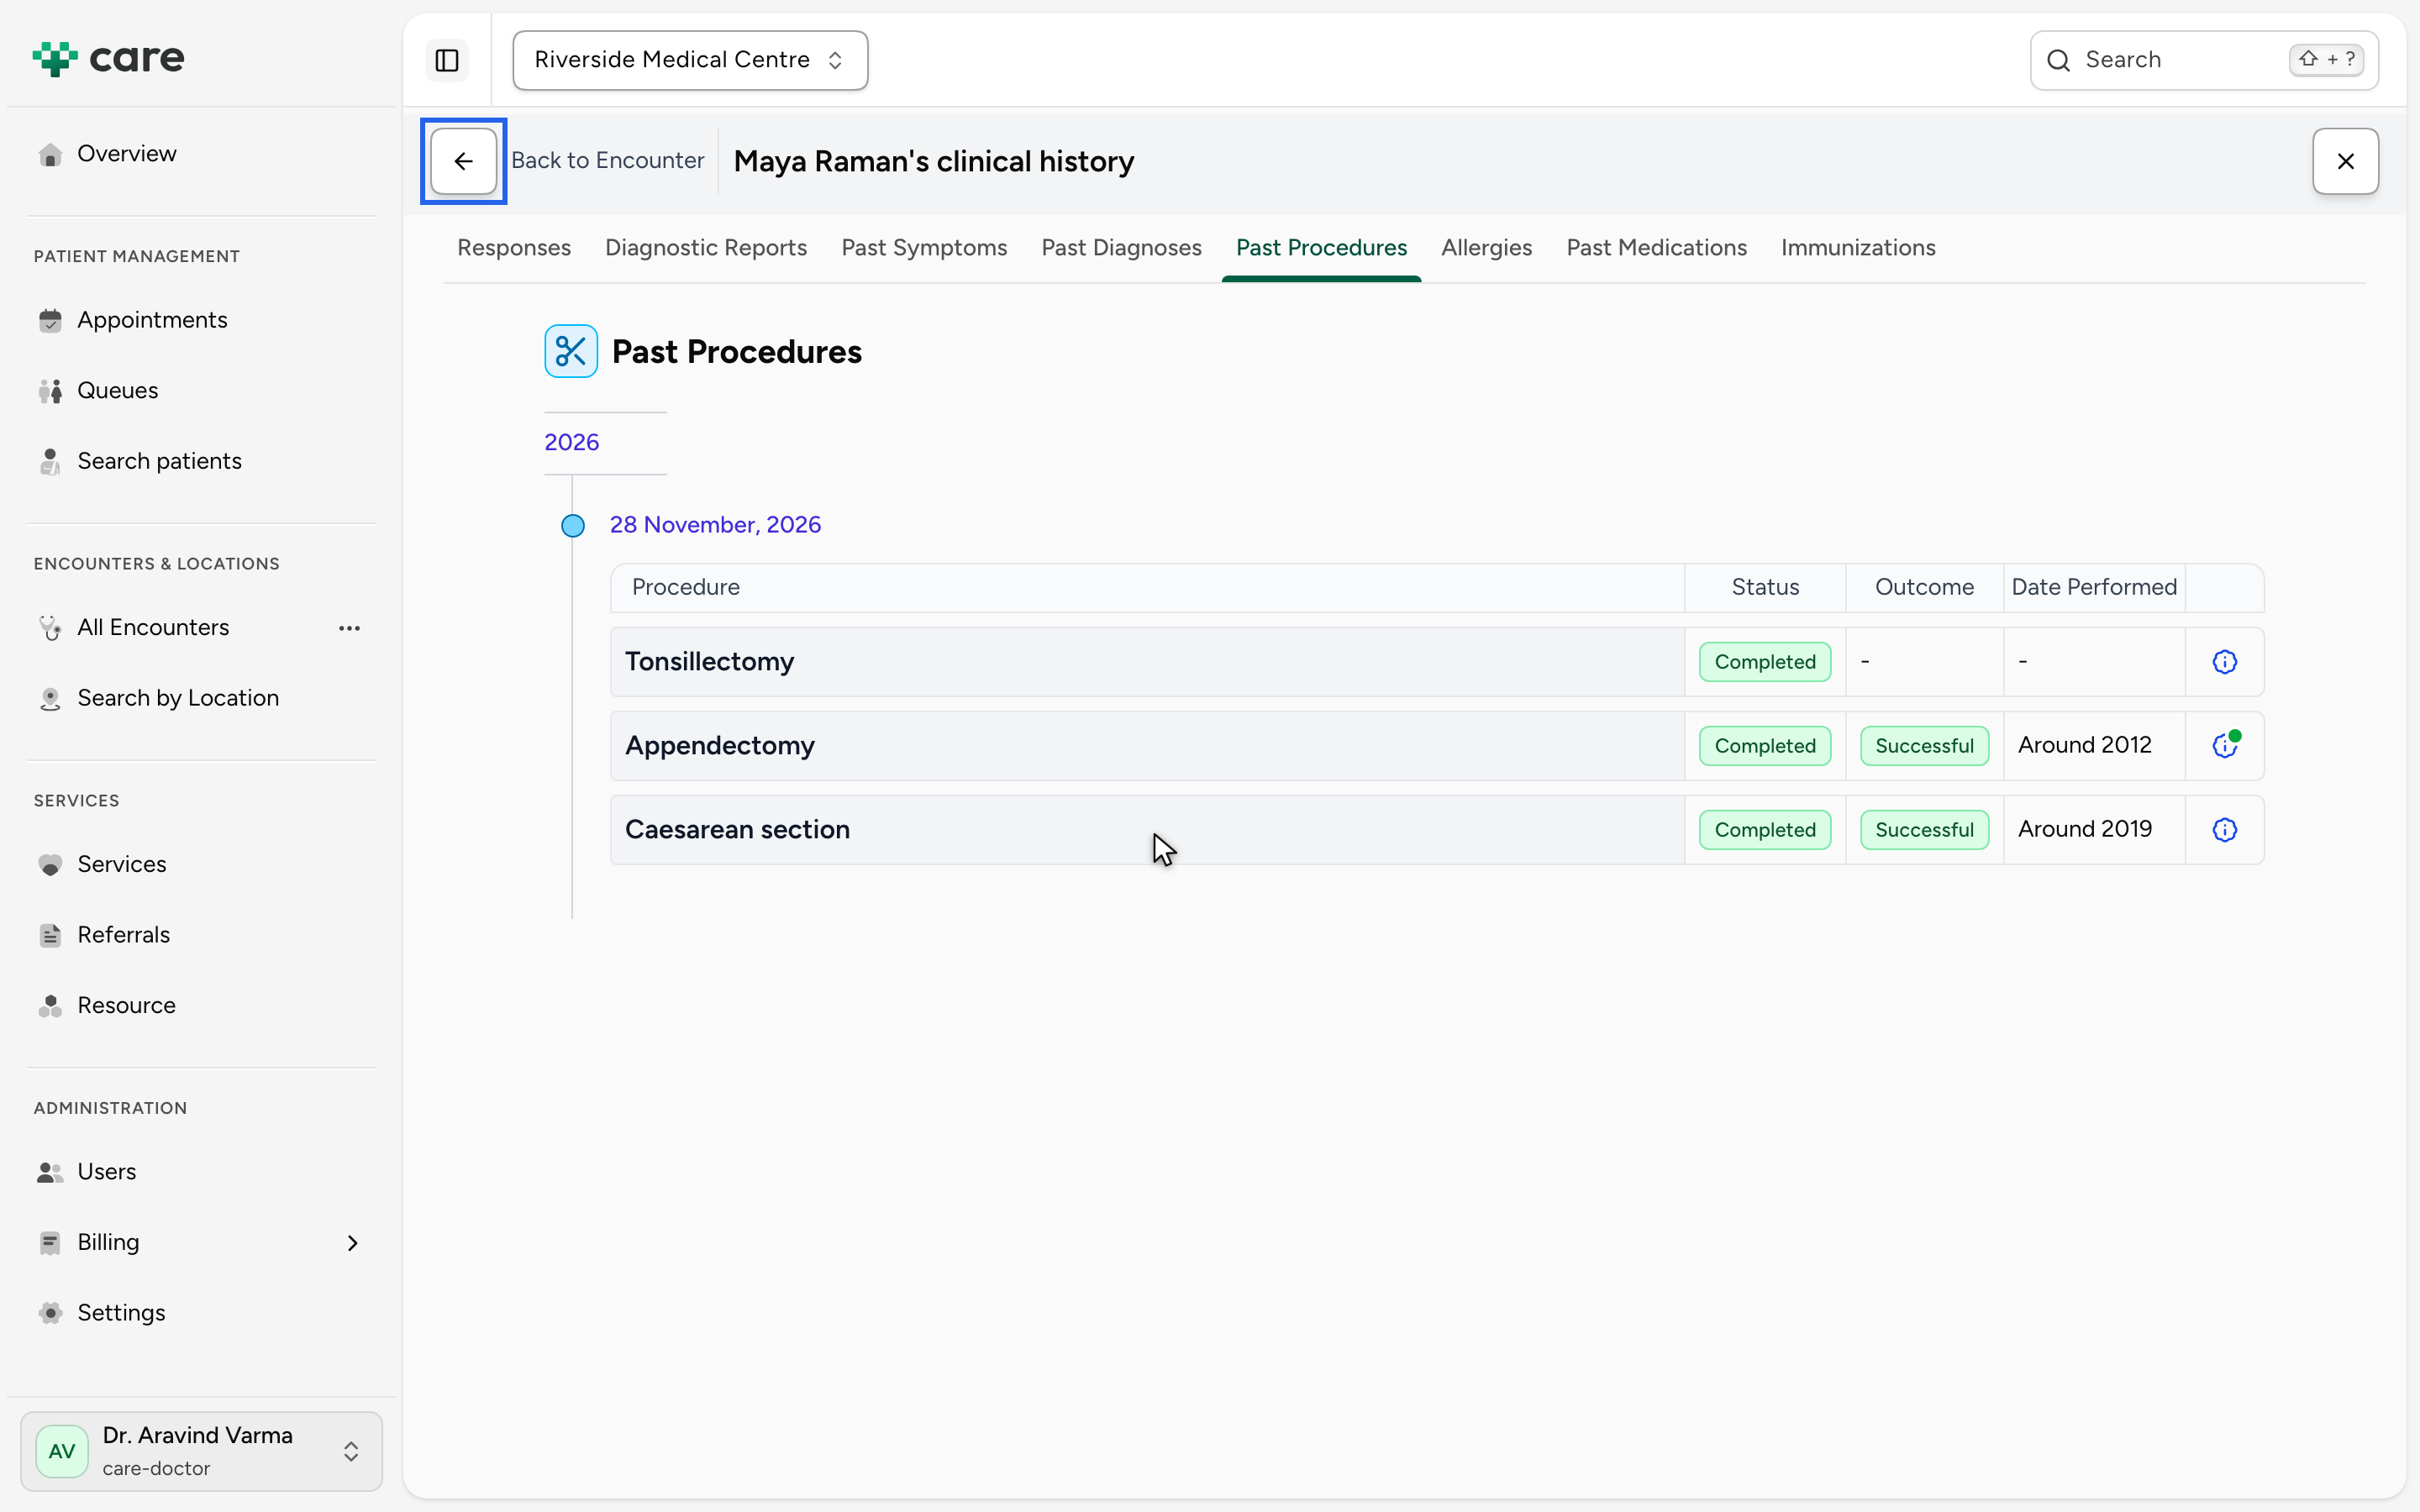 care
Riverside Medical Centre
Search
+ ?
Overview
PATIENT MANAGEMENT
Appointments
Queues
Search patients
ENCOUNTERS & LOCATIONS
All Encounters
Search by Location
SERVICES
Services
Referrals
Resource
ADMINISTRATION
Users
Billing
Settings
AV
Dr. Aravind Varma
care-doctor
Back to Encounter
Maya Raman's clinical history
Responses Diagnostic Reports Past Symptoms Past Diagnoses Past Procedures Allergies Past Medications Immunizations
Past Procedures
2026
28 November, 2026
Procedure Status Outcome Date Performed
Tonsillectomy Completed - -
Appendectomy Completed Successful Around 2012
Caesarean section Completed Successful Around 2019